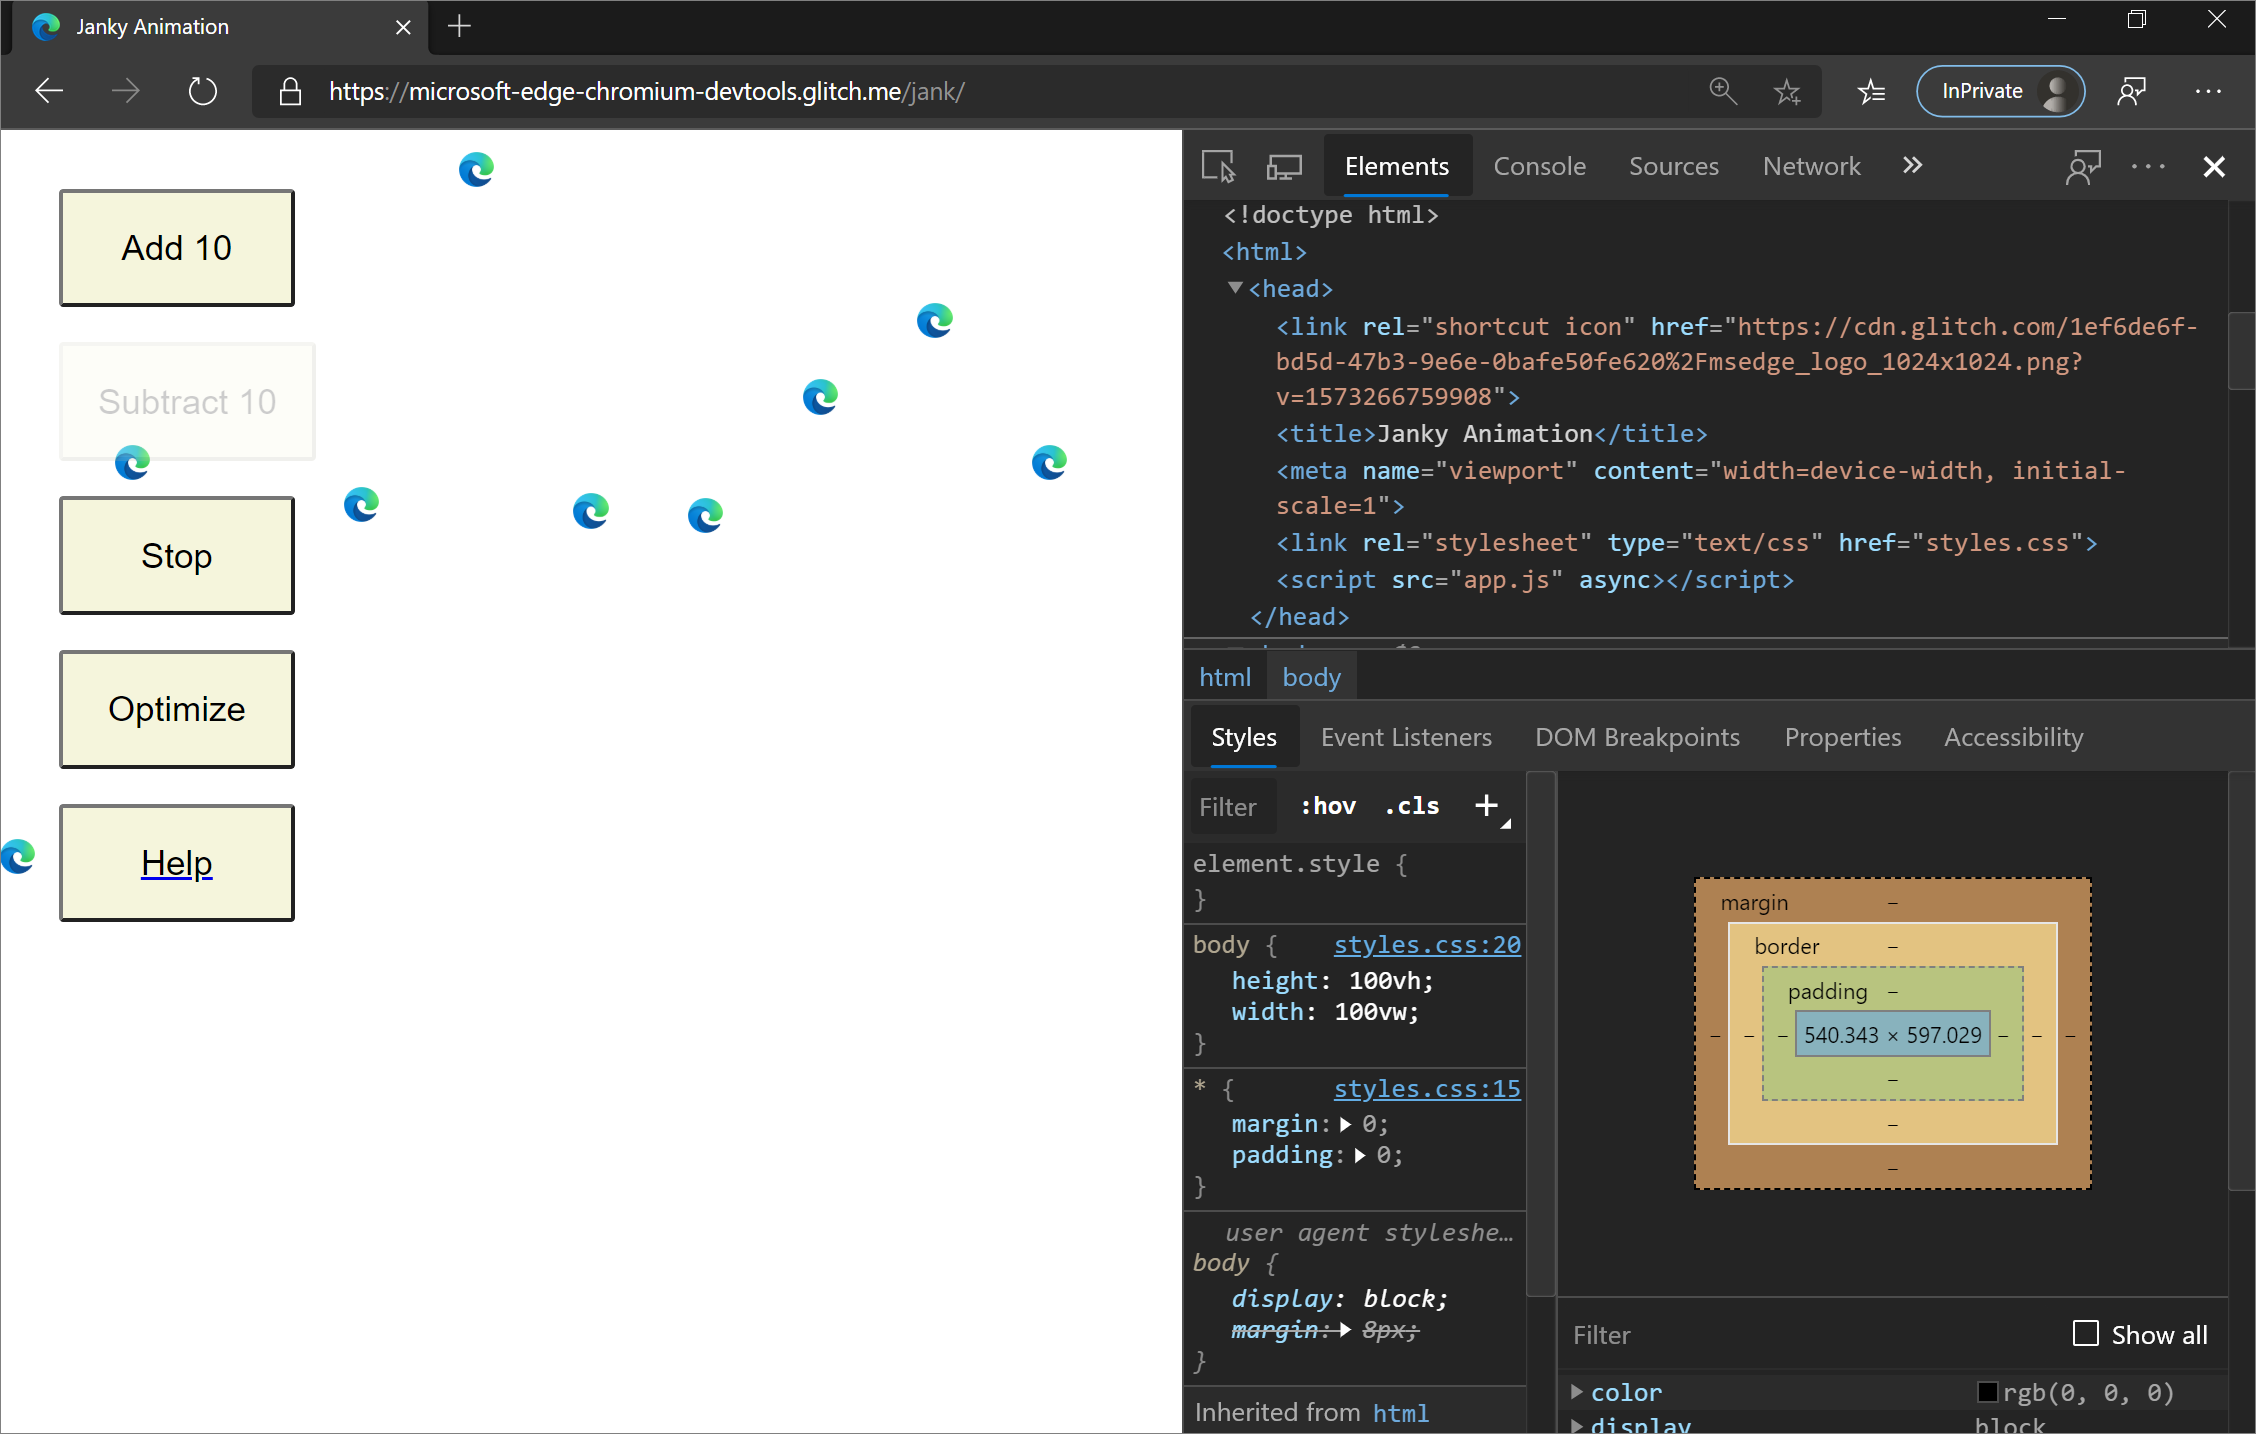 Janky Animation
https://microsoft-edge-chromium-devtools.glitch.me/jank/
InPrivate
Add 10
Subtract 10
Stop
Optimize
Help
Elements Console Sources Network
<!doctype html>
<html>
<head>
<link rel="shortcut icon" href="https://cdn.glitch.com/1ef6de6f-
bd5d-47b3-9e6e-0bafe50fe620%2Fmsedge_logo_1024x1024.png?
v=1573266759908">
<title>Janky Animation</title>
<meta name="viewport" content="width=device-width, initial-
scale=1">
<link rel="stylesheet" type="text/css" href="styles.css">
<script src="app.js" async></script>
</head>
html body
Styles Event Listeners DOM Breakpoints Properties Accessibility
Filter :hov .cls +
element.style {
}
body { styles.css:20
height: 100vh;
width: 100vw;
}
* { styles.css:15
margin: 0;
padding: 0;
}
user agent styleshe…
body {
display: block;
margin: 8px;
}
Inherited from html
margin –
border –
padding –
– – – 540.343 × 597.029 – – –
–
–
–
Filter Show all
color rgb(0, 0, 0)
display block